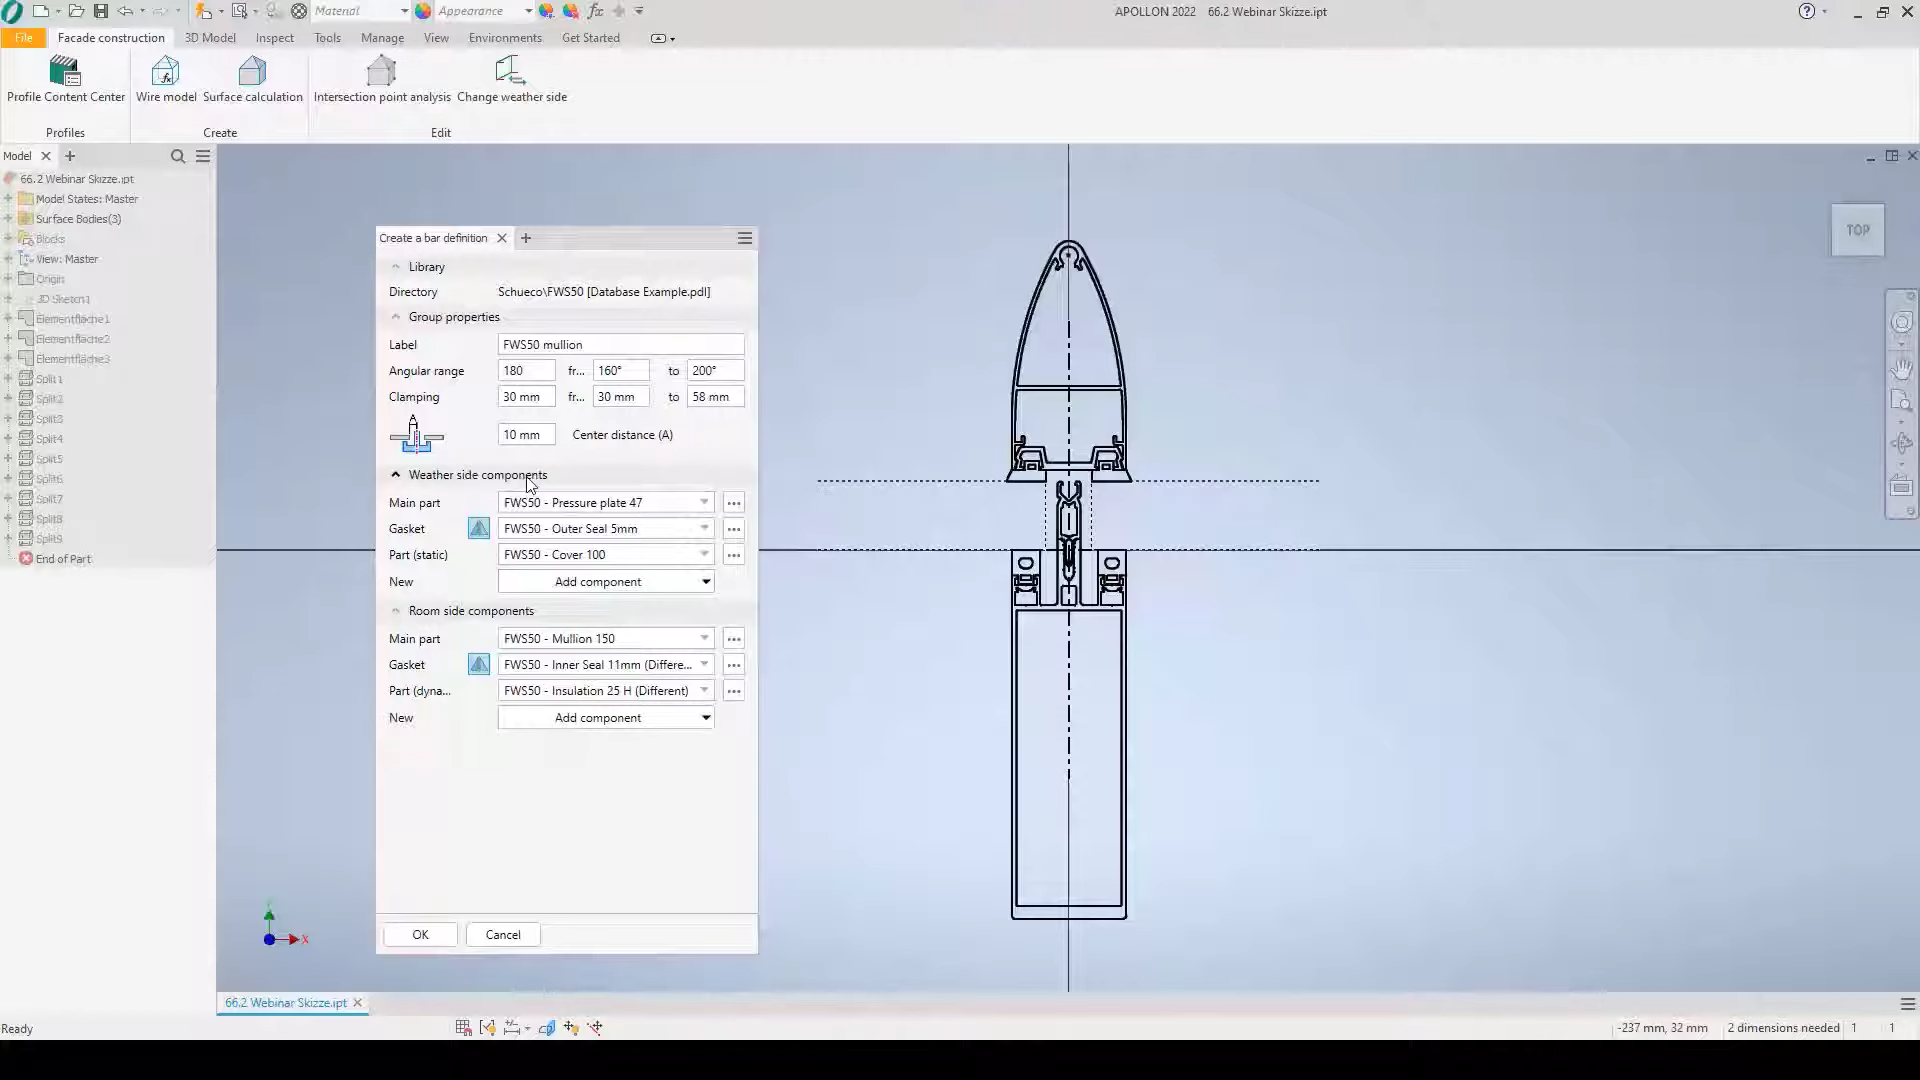 Material
Appearance
fx
APOLLON 2022 66.2 Webinar Skizze.ipt
File
Facade construction
3D Model
Inspect
Tools
Manage
View
Environments
Get Started
Profile Content Center
Wire model
Surface calculation
Intersection point analysis
Change weather side
Profiles
Create
Edit
Model
66.2 Webinar Skizze.ipt
Model States: Master
Surface Bodies(3)
Blocks
View: Master
Origin
3D Sketch1
Elementfläche1
Elementfläche2
Elementfläche3
Split1
Split2
Split3
Split4
Split5
Split6
Split7
Split8
Split9
End of Part
TOP
Create a bar definition
Library
Directory Schueco\FWS50 [Database Example.pdl]
Group properties
Label FWS50 mullion
Angular range 180 fr... 160° to 200°
Clamping 30 mm fr... 30 mm to 58 mm
A
10 mm Center distance (A)
Weather side components
Main part FWS50 - Pressure plate 47
Gasket FWS50 - Outer Seal 5mm
Part (static) FWS50 - Cover 100
New Add component
Room side components
Main part FWS50 - Mullion 150
Gasket FWS50 - Inner Seal 11mm (Differe...
Part (dyna... FWS50 - Insulation 25 H (Different)
New Add component
OK Cancel
X
66.2 Webinar Skizze.ipt
Ready
-237 mm, 32 mm 2 dimensions needed 1 1